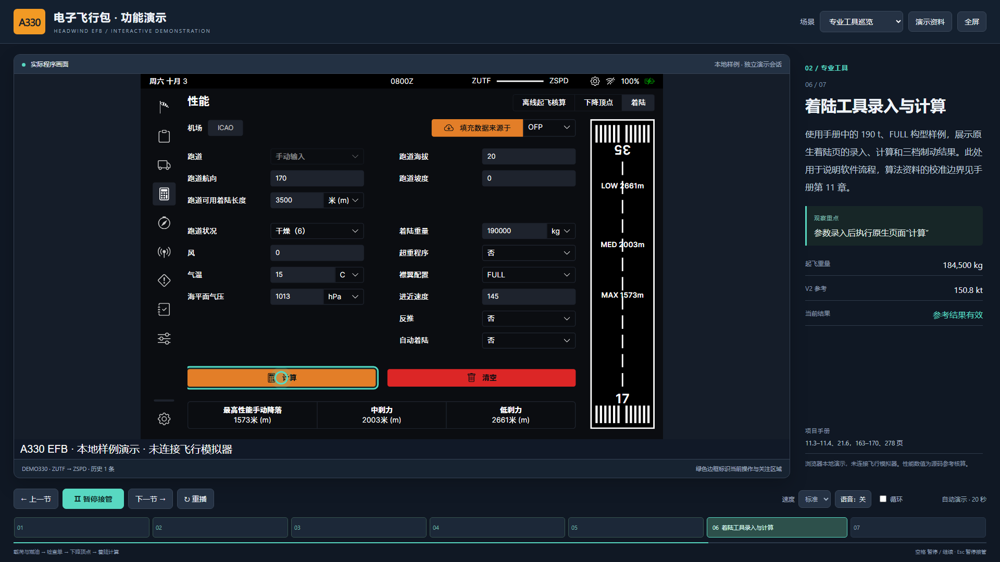 A330
电子飞行包 · 功能演示
HEADWIND EFB / INTERACTIVE DEMONSTRATION
场景
专业工具巡览
演示资料
全屏
实际程序画面
本地样例 · 独立演示会话
周六 十月 3
0800Z
ZUTF
ZSPD
100%
性能
离线起飞核算
下降顶点
着陆
机场
ICAO
填充数据来源于
OFP
跑道
手动输入
跑道海拔
20
跑道航向
170
跑道坡度
0
跑道可用着陆长度
3500
米 (m)
跑道状况
干燥（6）
着陆重量
190000
kg
风
0
超重程序
否
气温
15
C
襟翼配置
FULL
海平面气压
1013
hPa
进近速度
145
反推
否
自动着陆
否
计算
清空
最高性能手动降落
1573米 (m)
中刹力
2003米 (m)
低刹力
2661米 (m)
35
LOW 2661m
MED 2003m
MAX 1573m
17
A330 EFB · 本地样例演示 · 未连接飞行模拟器
DEMO330 · ZUTF → ZSPD · 历史 1 条
绿色边框标识当前操作与关注区域
02 / 专业工具
06 / 07
着陆工具录入与计算
使用手册中的 190 t、FULL 构型样例，展示原
生着陆页的录入、计算和三档制动结果。此处
用于说明软件流程，算法资料的校准边界见手
册第 11 章。
观察重点
参数录入后执行原生页面“计算”
起飞重量
184,500 kg
V2 参考
150.8 kt
当前结果
参考结果有效
项目手册
11.3–11.4、21.6，163–170、278 页
浏览器本地演示，未连接飞行模拟器。性能数值为源码参考核算。
← 上一节
暂停接管
下一节 →
↻ 重播
速度
标准
语音：关
循环
自动演示 · 20 秒
01
02
03
04
05
06 着陆工具录入与计算
07
载荷与燃油 → 检查单 → 下降顶点 → 着陆计算
空格 暂停 / 继续 · Esc 暂停接管